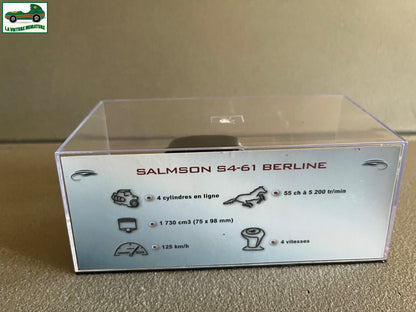 LA VOITURE MINIATURE
SALMSON S4-61 BERLINE
4 cylindres en ligne
55 ch à 5 200 tr/min
1 730 cm3 (75 x 98 mm)
125 km/h
4 vitesses